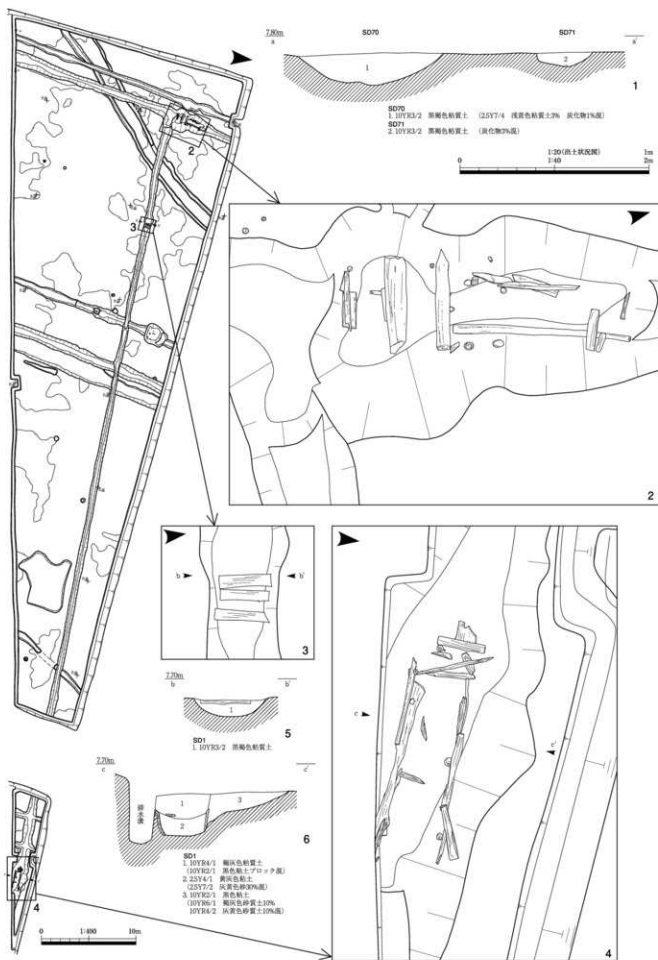 7.80m
a
SD70
SD71
a'
1
2
1
SD70
1. 10YR3/2 黒褐色粘質土 (2.5Y7/4 浅黄色粘質土3% 炭化物1%混)
SD71
2. 10YR3/2 黒褐色粘質土 (炭化物3%混)
1:20(出土状況図)
0
1:40
1m
2m
2
3
2
b
b'
3
7.70m
b
b'
1
5
SD1
1. 10YR3/2 黒褐色粘質土
7.70m
c
c'
排水溝
1
2
3
6
SD1
1. 10YR4/1 褐灰色粘質土
(10YR2/1 黒色粘土ブロック混)
2. 2.5Y4/1 黄灰色粘土
(2.5Y7/2 灰黄色砂30%混)
3. 10YR2/1 黒色粘土
(10YR6/1 褐灰色砂質土10%
10YR4/2 灰黄色砂質土10%混)
c
c'
4
4
0
1:400
10m